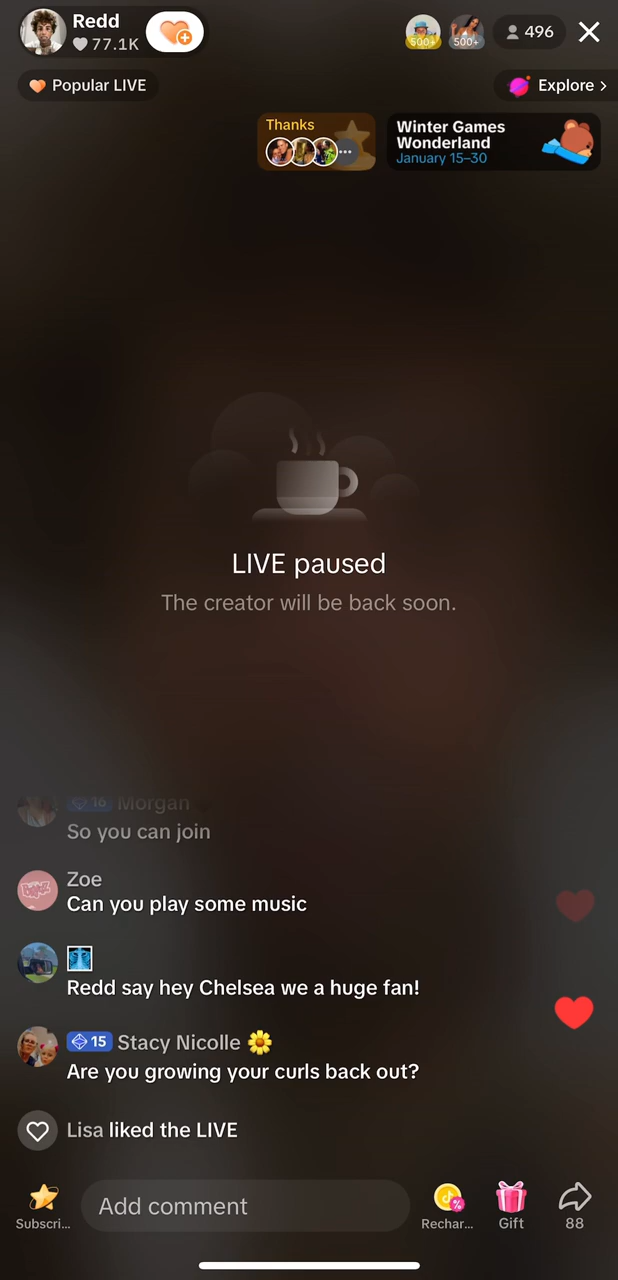 Redd
77.1K
500+
500+
496
Popular LIVE
Explore >
Thanks
...
Winter Games
Wonderland
January 15–30
LIVE paused
The creator will be back soon.
16 Morgan
So you can join
Zoe
Can you play some music
Redd say hey Chelsea we a huge fan!
15 Stacy Nicolle 🌼
Are you growing your curls back out?
Lisa liked the LIVE
Subscri...
Add comment
Rechar...
Gift
88